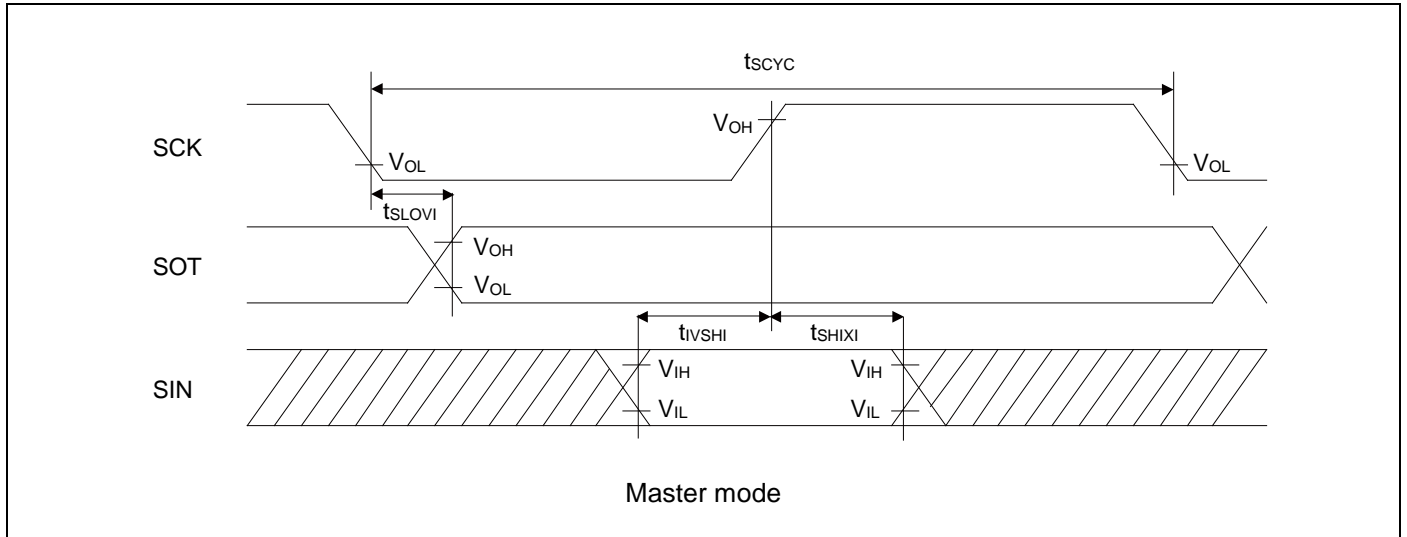 tSCYC
SCK
VOH
VOL
VOL
tSLOVI
SOT
VOH
VOL
tIVSHI
tSHIXI
SIN
VIH
VIH
VIL
VIL
Master mode